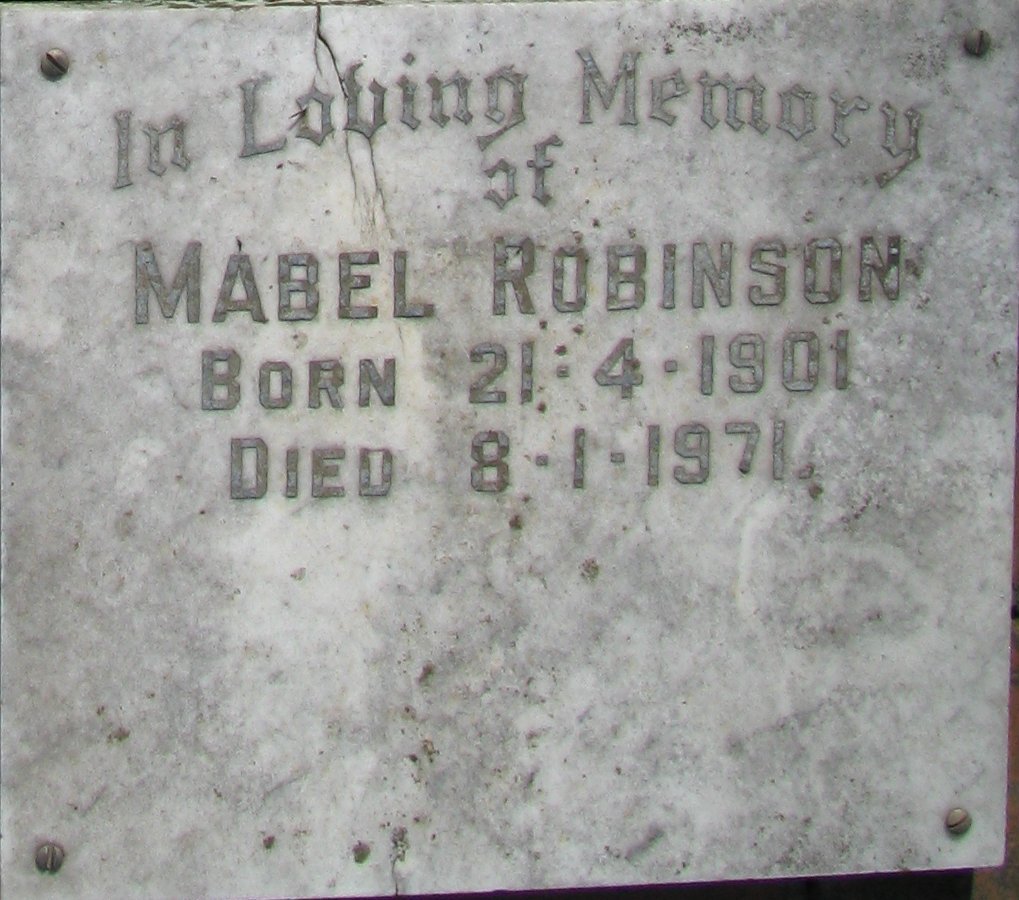 In Loving Memory
of
MABEL ROBINSON
BORN 21·4·1901
DIED 8·1·1971.